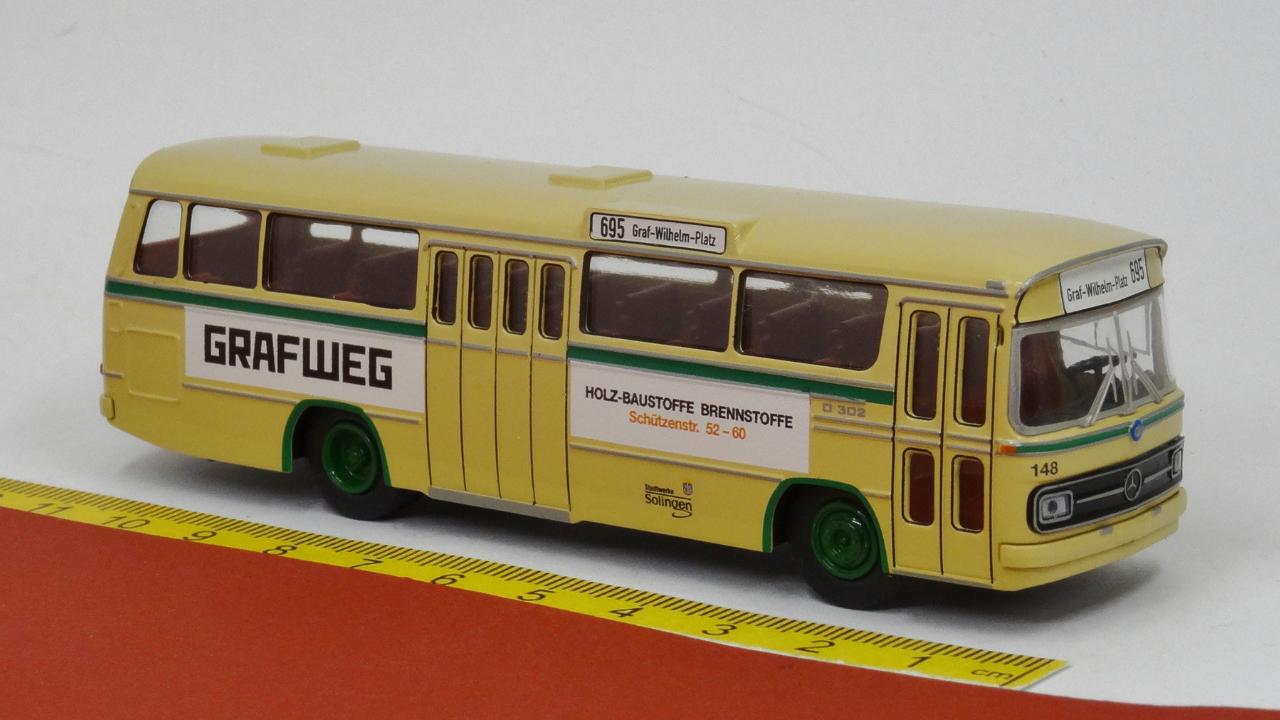 695 Graf-Wilhelm-Platz
Graf-Wilhelm-Platz 695
GRAFWEG
HOLZ-BAUSTOFFE BRENNSTOFFE
Schützenstr. 52-60
O 302
148
Stadtwerke
Solingen
11 10 9 8 7 6 5 4 3 2 1 cm